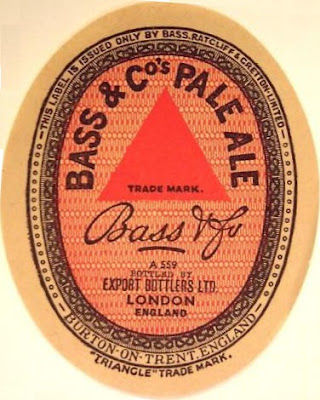 THIS LABEL IS ISSUED ONLY BY BASS, RATCLIFF & GRETTON LIMITED
BASS & Co's PALE ALE
TRADE MARK.
Bass & Co
A 559
BOTTLED BY
EXPORT BOTTLERS LTD.
LONDON
ENGLAND
BURTON-ON-TRENT, ENGLAND
"TRIANGLE" TRADE MARK.